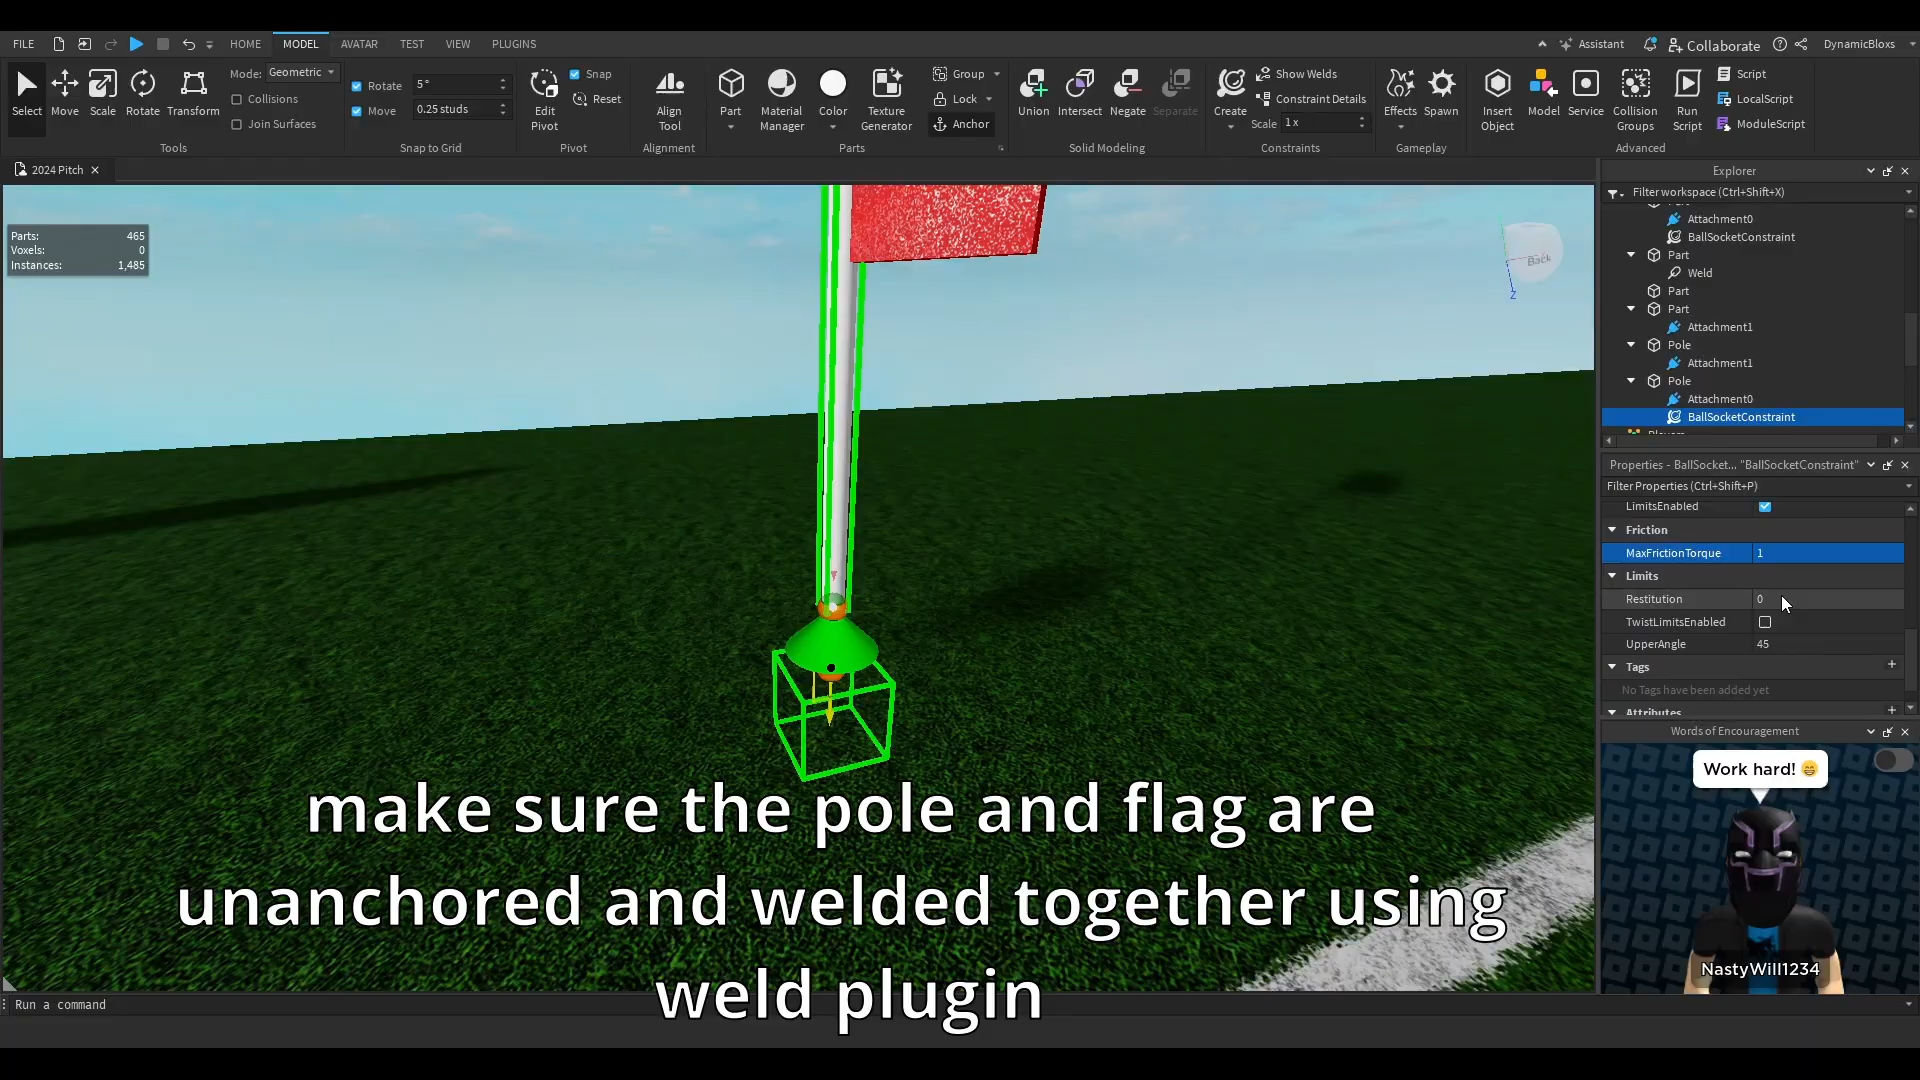 FILE
HOME
MODEL
AVATAR
TEST
VIEW
PLUGINS
Assistant
Collaborate
DynamicBloxs
Select
Move
Scale
Rotate
Transform
Mode:
Geometric
Collisions
Join Surfaces
Tools
Rotate
5°
Move
0.25 studs
Snap to Grid
Edit
Pivot
Snap
Reset
Pivot
Align
Tool
Alignment
Part
Material
Manager
Color
Texture
Generator
Group
Lock
Anchor
Parts
Union
Intersect
Negate
Separate
Solid Modeling
Create
Show Welds
Constraint Details
Scale
1x
Constraints
Effects
Spawn
Gameplay
Insert
Object
Model
Service
Collision
Groups
Run
Script
Script
LocalScript
ModuleScript
Advanced
2024 Pitch
Parts: 465
Voxels: 0
Instances: 1,485
Back
Z
Explorer
Filter workspace (Ctrl+Shift+X)
Attachment0
BallSocketConstraint
Part
Weld
Part
Part
Attachment1
Pole
Attachment1
Pole
Attachment0
BallSocketConstraint
Properties - BallSocket... "BallSocketConstraint"
Filter Properties (Ctrl+Shift+P)
LimitsEnabled
Friction
MaxFrictionTorque 1
Limits
Restitution 0
TwistLimitsEnabled
UpperAngle 45
Tags
No Tags have been added yet
Attributes
Words of Encouragement
Work hard! 😄
NastyWill1234
make sure the pole and flag are
unanchored and welded together using
weld plugin
Run a command